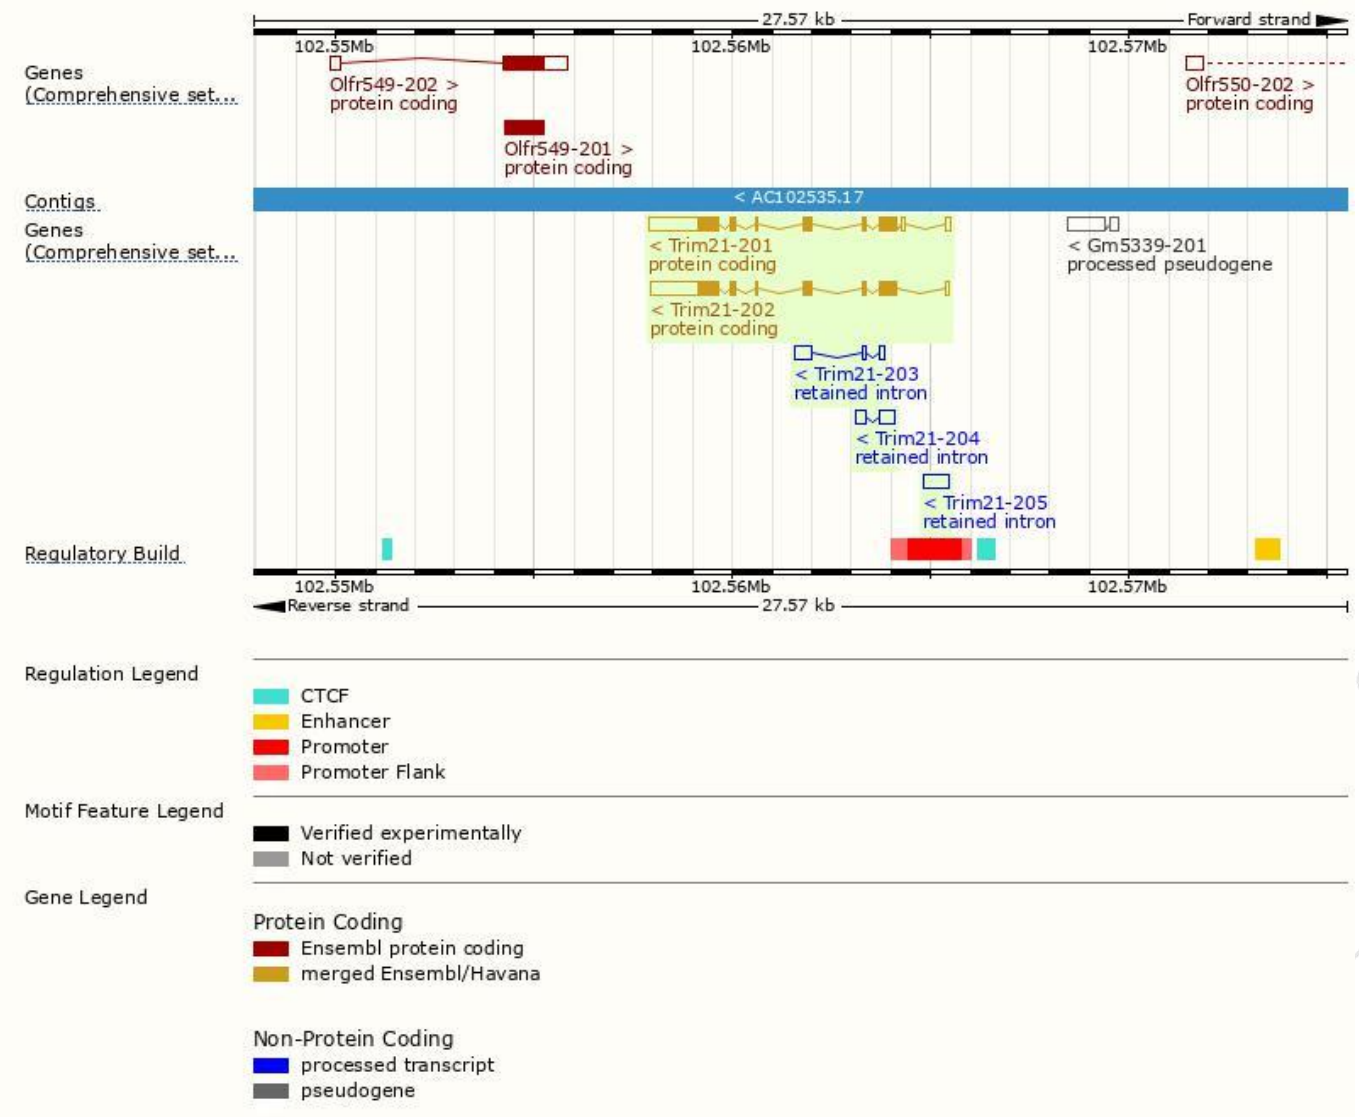 27.57 kb
Forward strand
102.55Mb 102.56Mb 102.57Mb
Genes
(Comprehensive set...
Olfr549-202 >
protein coding
Olfr550-202 >
protein coding
Olfr549-201 >
protein coding
Contigs
< AC102535.17
Genes
(Comprehensive set...
< Trim21-201
protein coding
< Gm5339-201
processed pseudogene
< Trim21-202
protein coding
< Trim21-203
retained intron
< Trim21-204
retained intron
< Trim21-205
retained intron
Regulatory Build
102.55Mb 102.56Mb 102.57Mb
Reverse strand
27.57 kb
Regulation Legend
CTCF
Enhancer
Promoter
Promoter Flank
Motif Feature Legend
Verified experimentally
Not verified
Gene Legend
Protein Coding
Ensembl protein coding
merged Ensembl/Havana
Non-Protein Coding
processed transcript
pseudogene